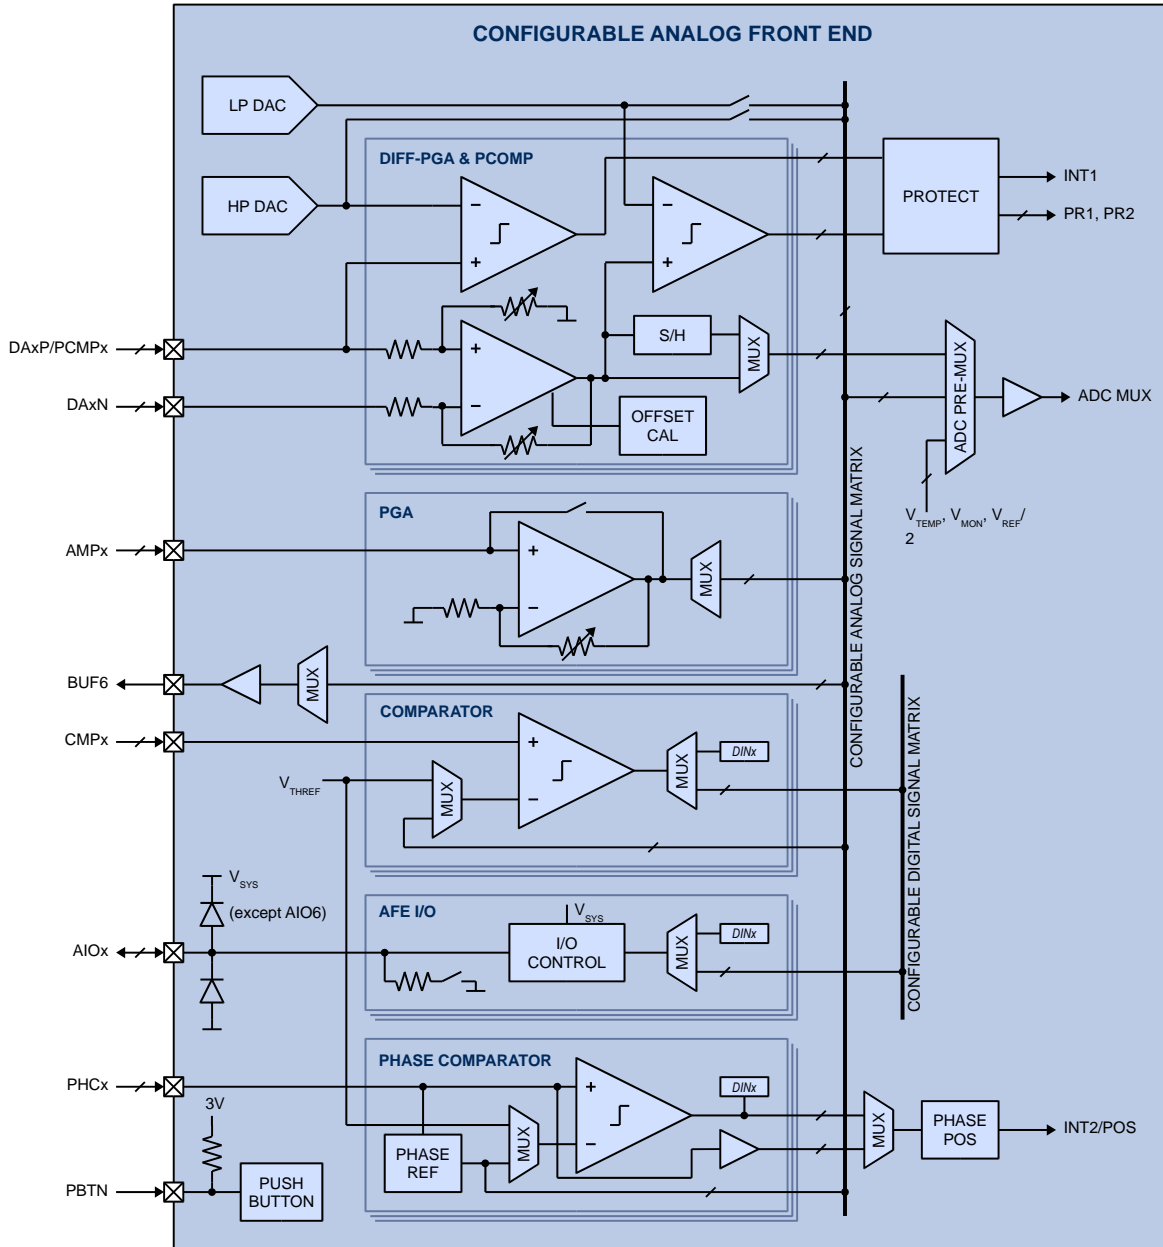 CONFIGURABLE ANALOG FRONT END
LP DAC
DIFF-PGA & PCOMP
HP DAC
−
+
−
+
PROTECT
INT1
PR1, PR2
DAxP/PCMPx
+
S/H
MUX
DAxN
−
OFFSET
CAL
ADC PRE-MUX
ADC MUX
VTEMP, VMON, VREF/
2
CONFIGURABLE ANALOG SIGNAL MATRIX
PGA
AMPx
+
−
MUX
BUF6
MUX
COMPARATOR
CMPx
+
−
VTHREF
MUX
MUX
DINx
CONFIGURABLE DIGITAL SIGNAL MATRIX
VSYS
(except AIO6)
AFE I/O
VSYS
AIOx
I/O
CONTROL
MUX
DINx
PHASE COMPARATOR
PHCx
+
−
DINx
3V
MUX
PHASE
REF
MUX
PHASE
POS
INT2/POS
PBTN
PUSH
BUTTON